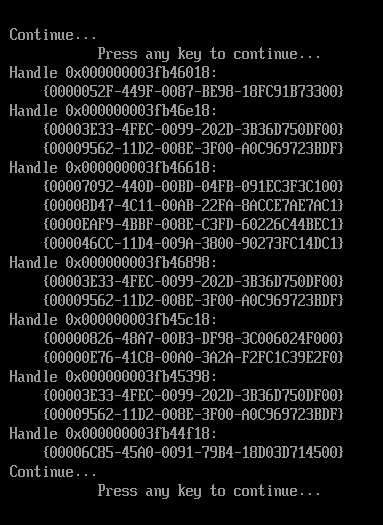 Continue...
Press any key to continue...
Handle 0x000000003fb46018:
{0000052F-449F-0087-BE98-18FC91B73300}
Handle 0x000000003fb46e18:
{00003E33-4FEC-0099-202D-3B36D750DF00}
{00009562-11D2-008E-3F00-A0C969723BDF}
Handle 0x000000003fb46618:
{00007092-440D-00BD-04FB-091EC3F3C100}
{00008D47-4C11-00AB-22FA-8ACCE7AE7AC1}
{0000EAF9-4BBF-008E-C3FD-60226C44BEC1}
{000046CC-11D4-009A-3800-90273FC14DC1}
Handle 0x000000003fb46898:
{00003E33-4FEC-0099-202D-3B36D750DF00}
{00009562-11D2-008E-3F00-A0C969723BDF}
Handle 0x000000003fb45c18:
{00000826-48A7-00B3-DF98-3C006024F000}
{00000E76-41C8-00A0-3A2A-F2FC1C39E2F0}
Handle 0x000000003fb45398:
{00003E33-4FEC-0099-202D-3B36D750DF00}
{00009562-11D2-008E-3F00-A0C969723BDF}
Handle 0x000000003fb44f18:
{00006C85-45A0-0091-79B4-18D03D714500}
Continue...
Press any key to continue...